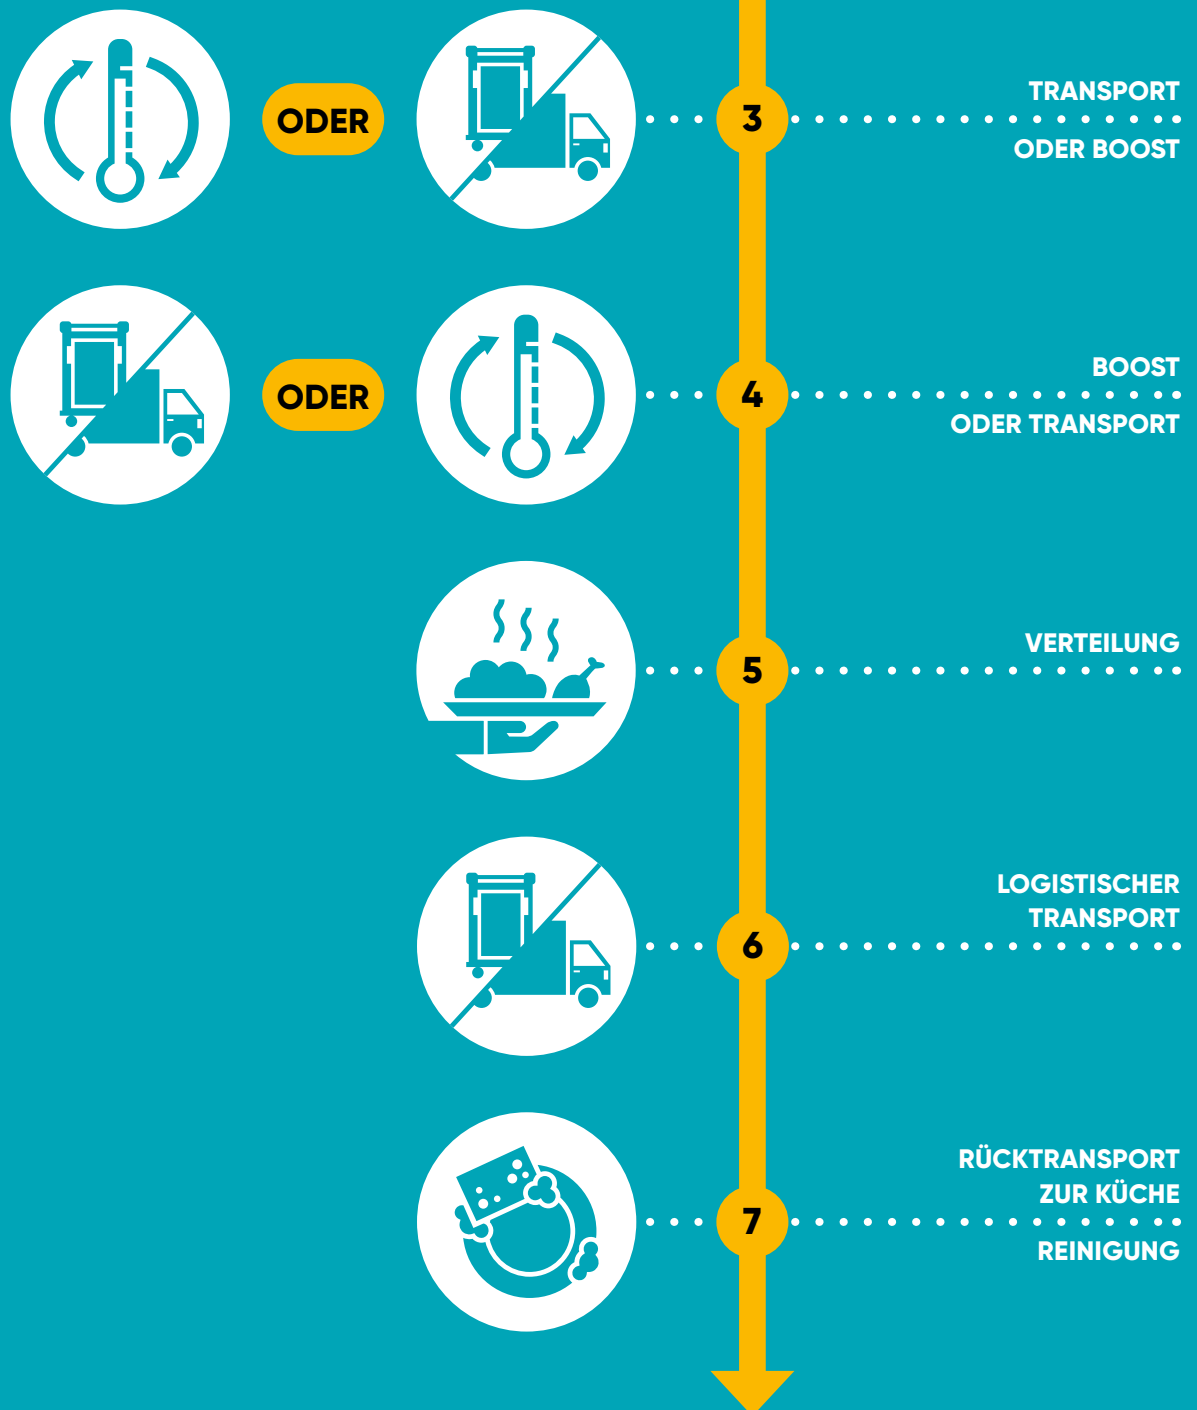 ODER
3
TRANSPORT
ODER BOOST
ODER
4
BOOST
ODER TRANSPORT
5
VERTEILUNG
6
LOGISTISCHER
TRANSPORT
7
RÜCKTRANSPORT
ZUR KÜCHE
REINIGUNG